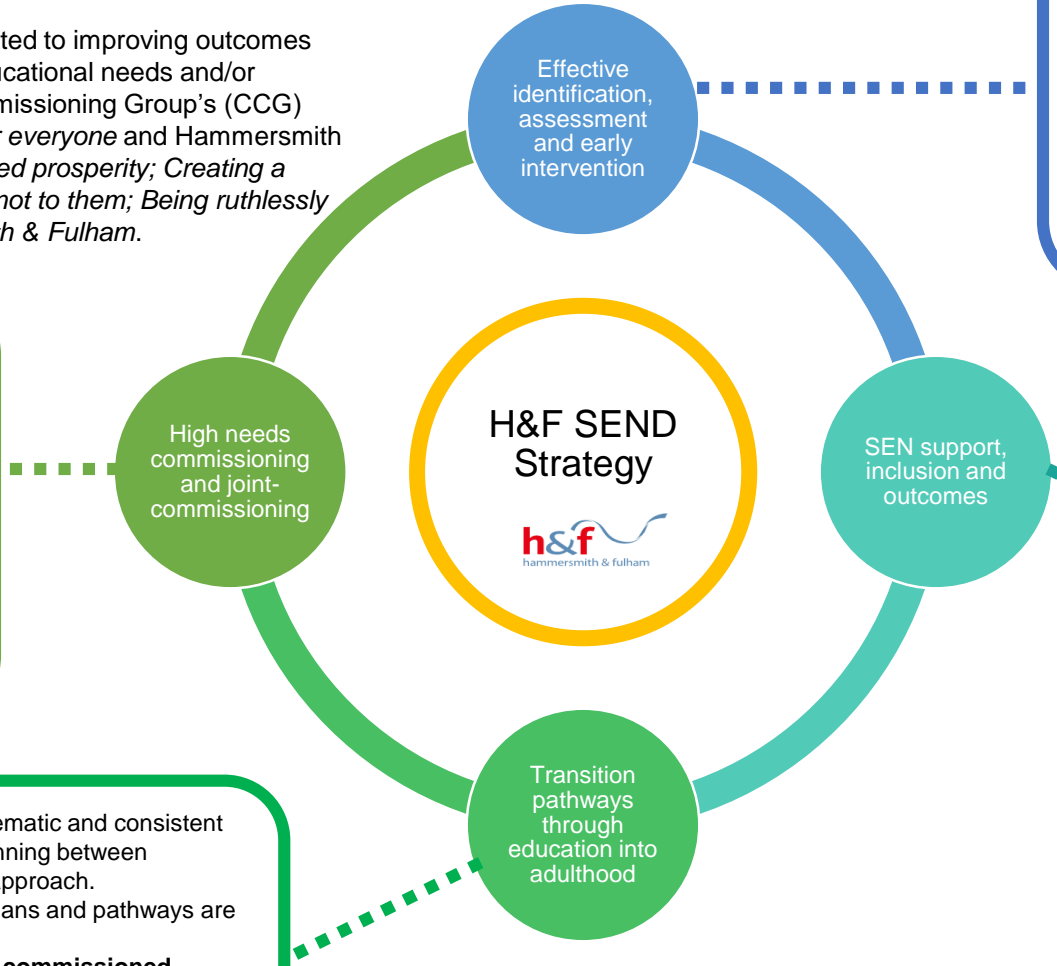 ted to improving outcomes
ucational needs and/or
missioning Group's (CCG)
r everyone and Hammersmith
ed prosperity; Creating a
not to them; Being ruthlessly
th & Fulham.
Effective
identification,
assessment
and early
intervention
High needs
commissioning
and joint-
commissioning
H&F SEND
Strategy
h&f
hammersmith & fulham
SEN support,
inclusion and
outcomes
Transition
pathways
through
education into
adulthood
ematic and consistent
nning between
approach.
ans and pathways are
commissioned